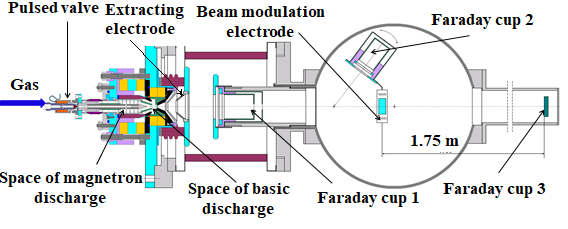 Pulsed valve
Extracting
electrode
Beam modulation
electrode
Faraday cup 2
Gas
1.75 m
Space of magnetron
discharge
Space of basic
discharge
Faraday cup 1
Faraday cup 3